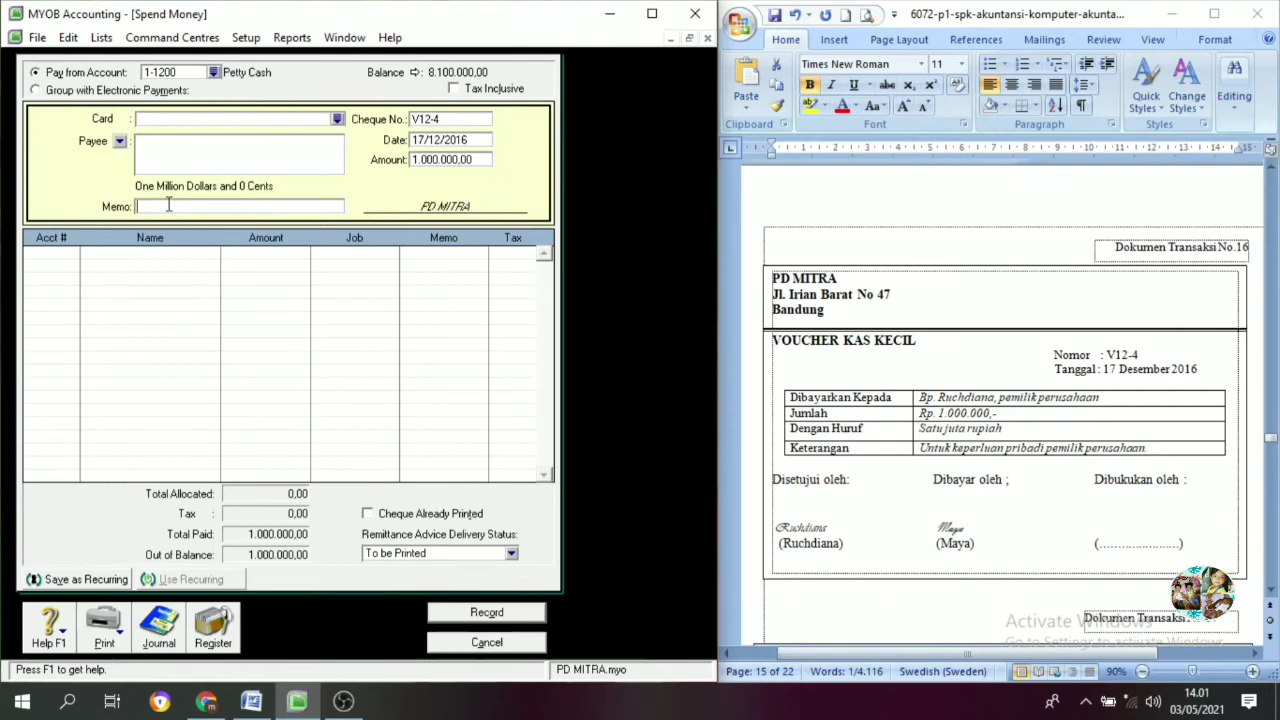 MYOB Accounting - [Spend Money]
File Edit Lists Command Centres Setup Reports Window Help
Pay from Account: 1-1200 Petty Cash Balance ⇨: 8.100.000,00
Group with Electronic Payments: Tax Inclusive
Card : Cheque No.: V12-4
Payee : Date: 17/12/2016
Amount: 1.000.000,00
One Million Dollars and 0 Cents
Memo: PD MITRA
Acct # Name Amount Job Memo Tax
Total Allocated: 0,00
Tax : 0,00 Cheque Already Printed
Total Paid: 1.000.000,00 Remittance Advice Delivery Status:
Out of Balance: 1.000.000,00 To be Printed
Save as Recurring Use Recurring
Record
Help F1 Print Journal Register
Cancel
Press F1 to get help. PD MITRA.myo
6072-p1-spk-akuntansi-komputer-akunta...
Home Insert Page Layout References Mailings Review View Format
Times New Roman 11
Paste Quick Styles Change Styles Editing
Clipboard Font Paragraph Styles
Dokumen Transaksi No.16
PD MITRA
Jl. Irian Barat No 47
Bandung
VOUCHER KAS KECIL
Nomor : V12-4
Tanggal : 17 Desember 2016
Dibayarkan Kepada Bp. Ruchdiana, pemilik perusahaan
Jumlah Rp. 1.000.000,-
Dengan Huruf Satu juta rupiah
Keterangan Untuk keperluan pribadi pemilik perusahaan.
Disetujui oleh: Dibayar oleh ; Dibukukan oleh :
Ruchdiana Maya
(Ruchdiana) (Maya) (........................)
Dokumen Transaksi
Activate Windows
Go to Settings to activate Windows.
Page: 15 of 22 Words: 1/4.116 Swedish (Sweden) 90%
14.01
03/05/2021